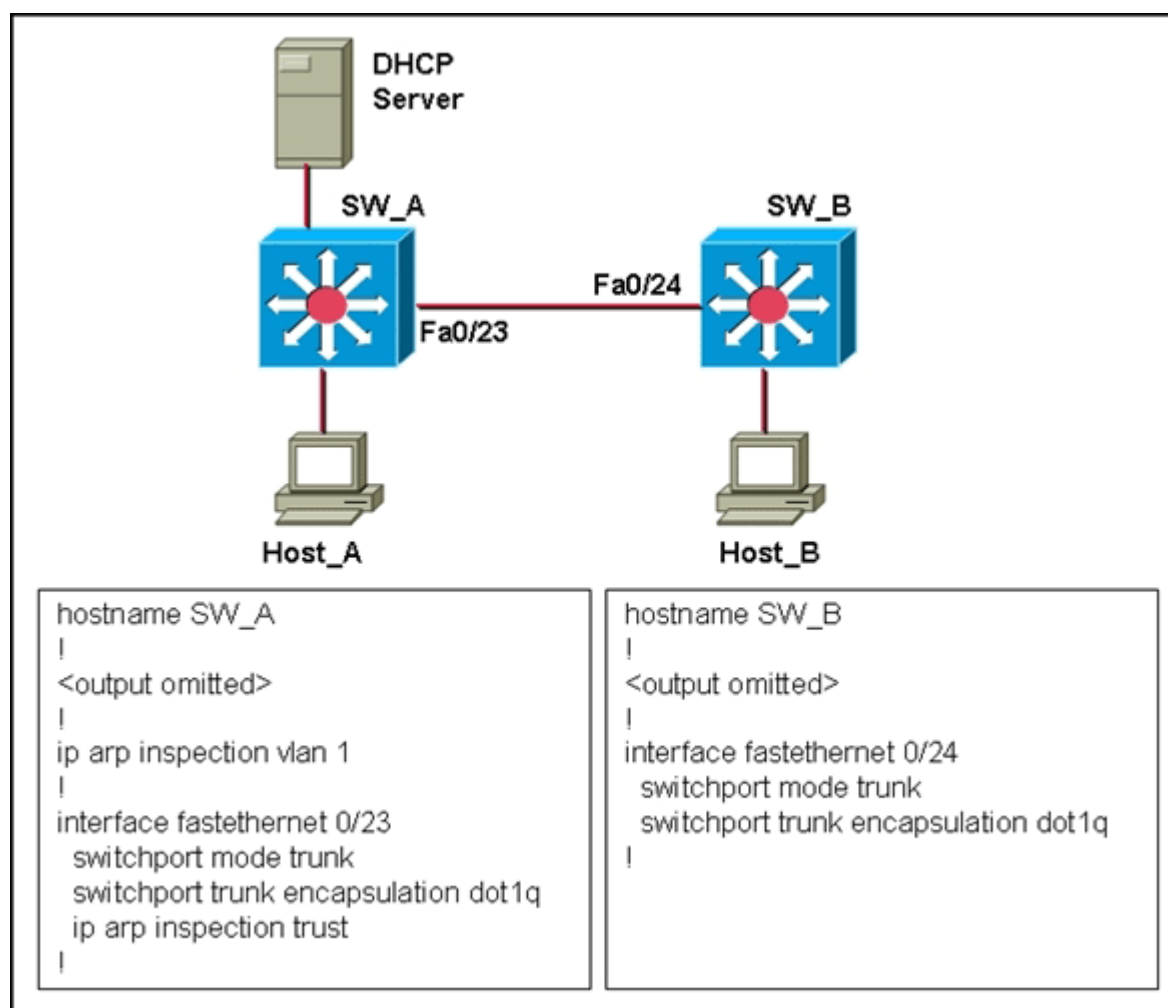 DHCP
Server
SW_A
SW_B
Fa0/24
Fa0/23
Host_A
Host_B
hostname SW_A
!
<output omitted>
!
ip arp inspection vlan 1
!
interface fastethernet 0/23
switchport mode trunk
switchport trunk encapsulation dot1q
ip arp inspection trust
!
hostname SW_B
!
<output omitted>
!
interface fastethernet 0/24
switchport mode trunk
switchport trunk encapsulation dot1q
!